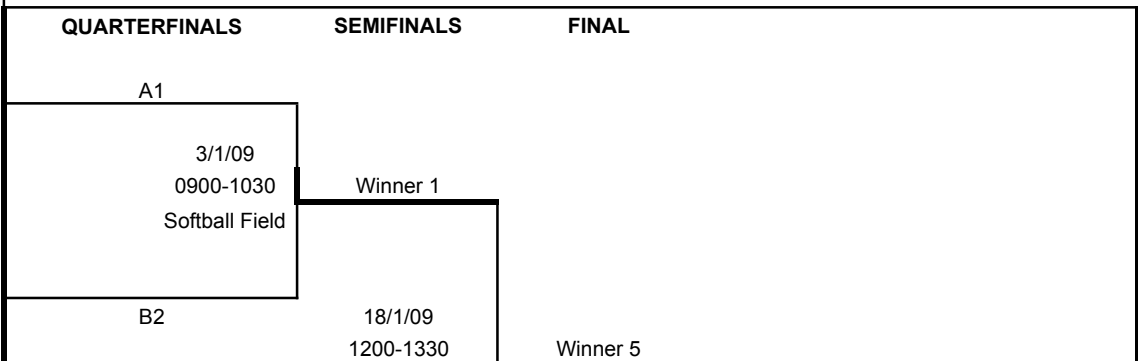 QUARTERFINALS SEMIFINALS FINAL
A1
3/1/09
0900-1030 Winner 1
Softball Field
B2 18/1/09
1200-1330 Winner 5